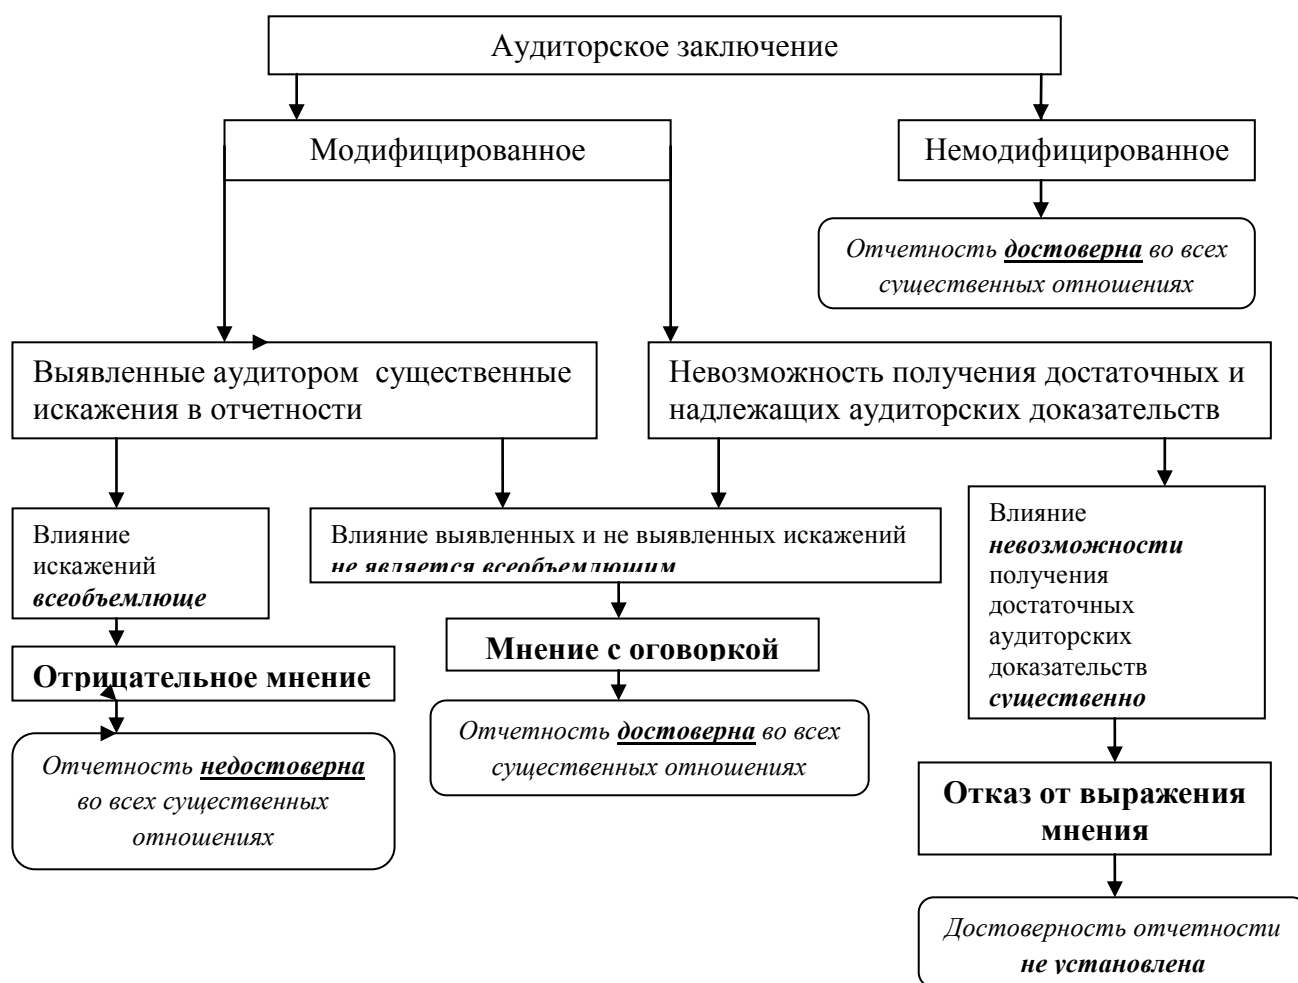 Аудиторское заключение
Модифицированное
Немодифицированное
Отчетность достоверна во всех
существенных отношениях
Выявленные аудитором существенные
искажения в отчетности
Невозможность получения достаточных и
надлежащих аудиторских доказательств
Влияние
искажений
всеобъемлюще
Влияние выявленных и не выявленных искажений
не является всеобъемлющим
Влияние
невозможности
получения
достаточных
аудиторских
доказательств
существенно
Отрицательное мнение
Мнение с оговоркой
Отчетность недостоверна
во всех существенных
отношениях
Отчетность достоверна во всех
существенных отношениях
Отказ от выражения
мнения
Достоверность отчетности
не установлена